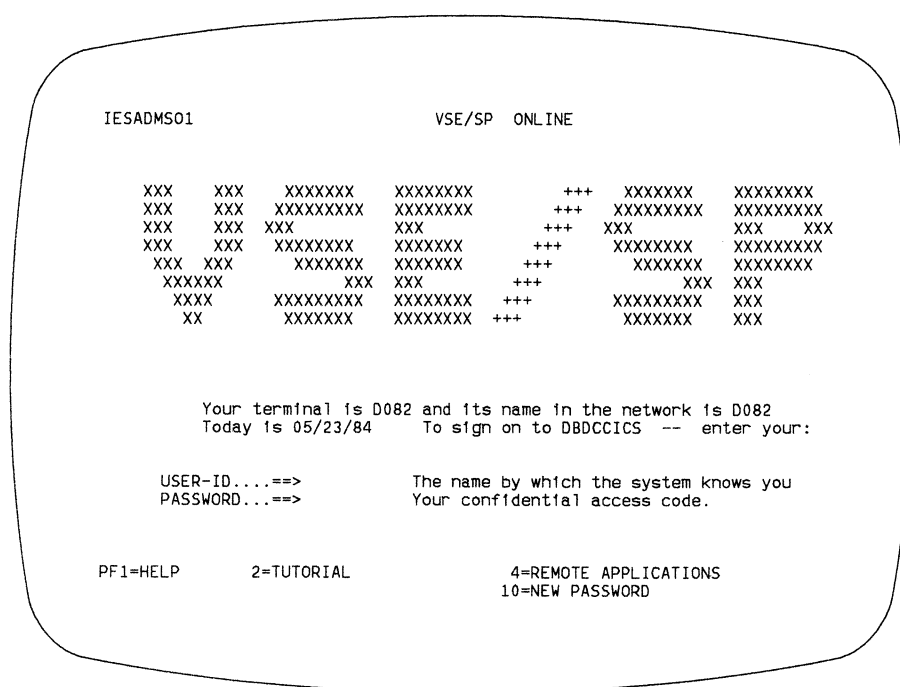 IESADMSO1 VSE/SP ONLINE
XXX XXX XXXXXXX XXXXXXXX +++ XXXXXXX XXXXXXXX
XXX XXX XXXXXXXXX XXXXXXXX +++ XXXXXXXXX XXXXXXXXX
XXX XXX XXX XXX +++ XXX XXX XXX
XXX XXX XXXXXXXX XXXXXXX +++ XXXXXXXX XXXXXXXXX
XXX XXX XXXXXXX XXXXXXX +++ XXXXXXX XXXXXXXX
XXXXXX XXX XXX +++ XXX XXX
XXXX XXXXXXXXX XXXXXXXX +++ XXXXXXXXX XXX
XX XXXXXXX XXXXXXXX +++ XXXXXXX XXX
Your terminal is D082 and its name in the network is D082
Today is 05/23/84 To sign on to DBDCCICS -- enter your:
USER-ID....==> The name by which the system knows you
PASSWORD...==> Your confidential access code.
PF1=HELP 2=TUTORIAL 4=REMOTE APPLICATIONS
10=NEW PASSWORD